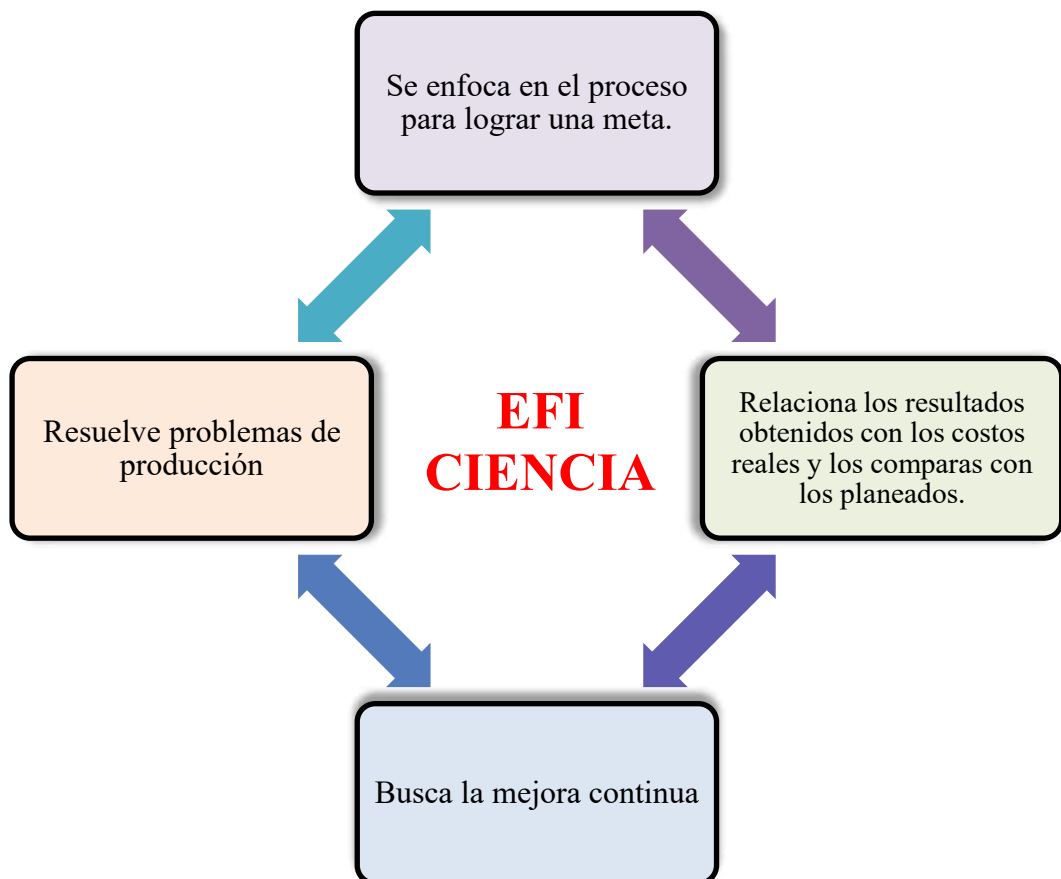 Se enfoca en el proceso
para lograr una meta.
Resuelve problemas de
producción
EFI
CIENCIA
Relaciona los resultados
obtenidos con los costos
reales y los comparas con
los planeados.
Busca la mejora continua